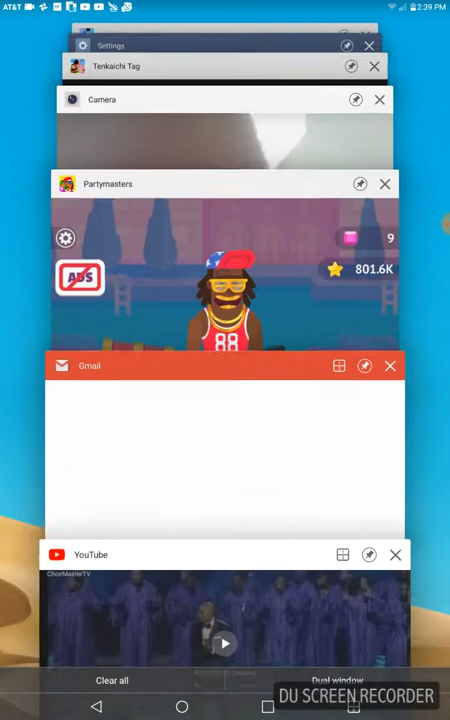 AT&T 2:39 PM
Settings
Tenkaichi Tag
Camera
Partymasters
9
ADS
801.6K
88
Gmail
YouTube
ChoirMasterTV
Clear all
Dual window
DU SCREEN RECORDER